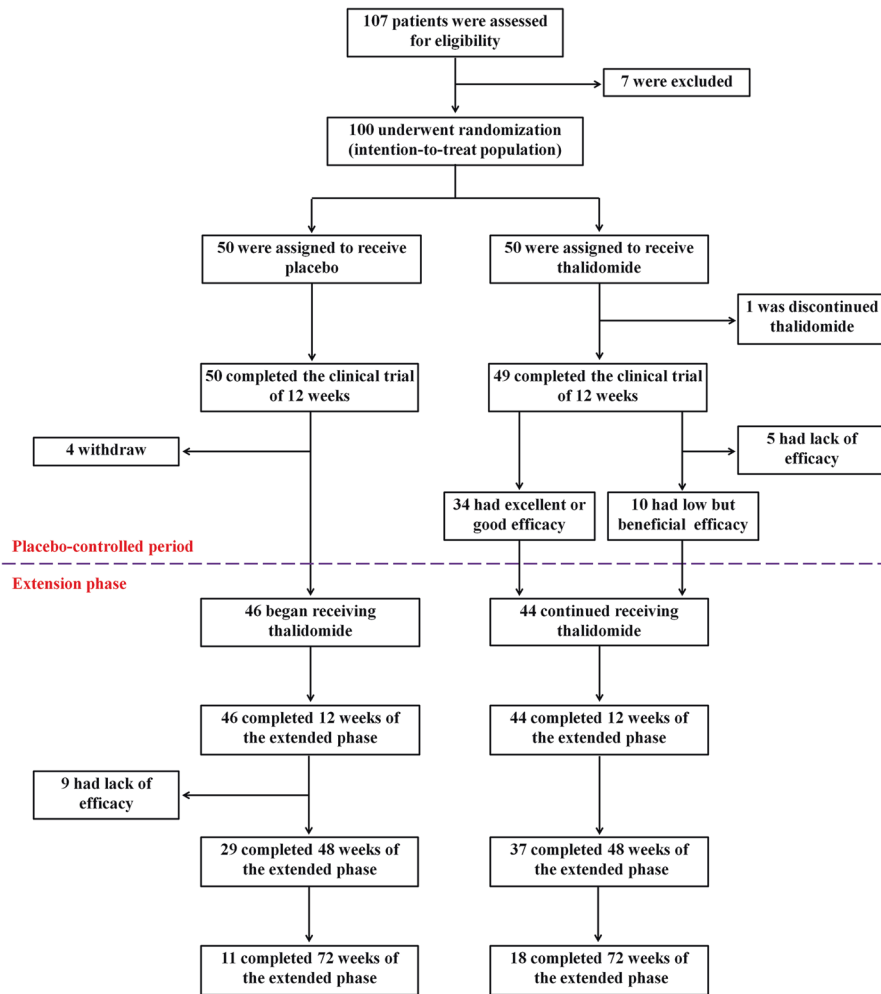 107 patients were assessed
for eligibility
7 were excluded
100 underwent randomization
(intention-to-treat population)
50 were assigned to receive
placebo
50 were assigned to receive
thalidomide
1 was discontinued
thalidomide
50 completed the clinical trial
of 12 weeks
49 completed the clinical trial
of 12 weeks
4 withdraw
5 had lack of
efficacy
34 had excellent or
good efficacy
10 had low but
beneficial efficacy
Placebo-controlled period
Extension phase
46 began receiving
thalidomide
44 continued receiving
thalidomide
46 completed 12 weeks of
the extended phase
44 completed 12 weeks of
the extended phase
9 had lack of
efficacy
29 completed 48 weeks of
the extended phase
37 completed 48 weeks of
the extended phase
11 completed 72 weeks of
the extended phase
18 completed 72 weeks of
the extended phase